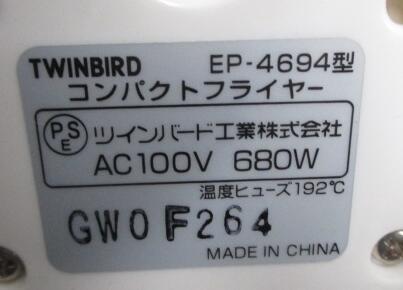 TWINBIRD EP-4694型
コンパクトフライヤー
PSE ツインバード工業株式会社
AC100V 680W
温度ヒューズ192℃
GW0F264
MADE IN CHINA